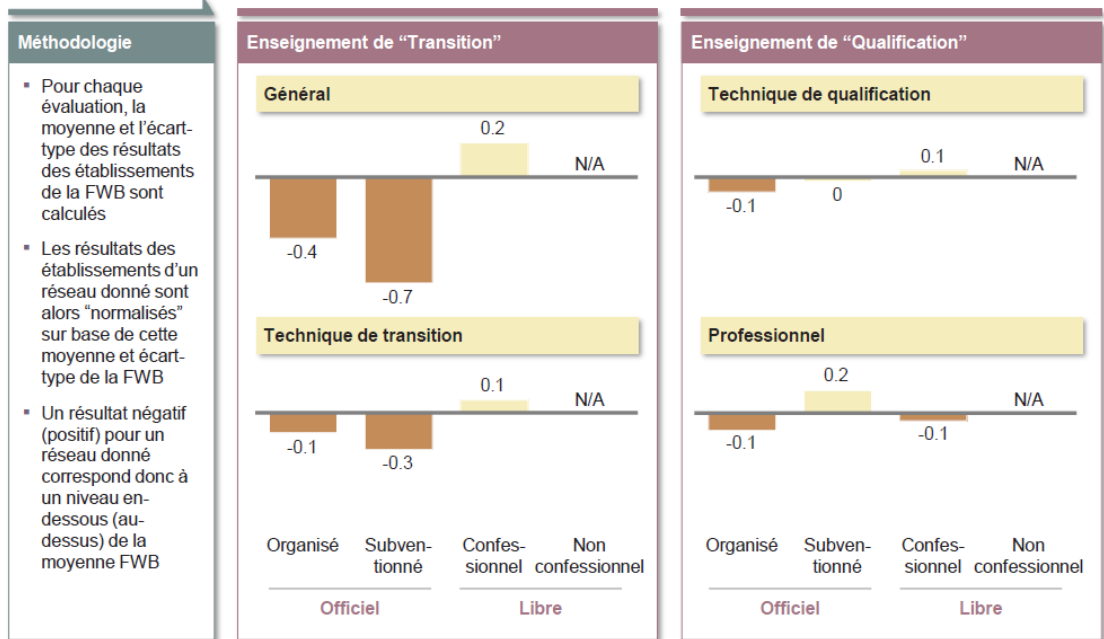 Méthodologie
▪ Pour chaque
évaluation, la
moyenne et l'écart-
type des résultats
des établissements
de la FWB sont
calculés
▪ Les résultats des
établissements d'un
réseau donné sont
alors "normalisés"
sur base de cette
moyenne et écart-
type de la FWB
▪ Un résultat négatif
(positif) pour un
réseau donné
correspond donc à
un niveau en-
dessous (au-
dessus) de la
moyenne FWB
Enseignement de "Transition"
Général
0.2
N/A
-0.4
-0.7
Technique de transition
0.1
N/A
-0.1
-0.3
Organisé
Subven-
tionné
Confes-
sionnel
Non
confessionnel
Officiel
Libre
Enseignement de "Qualification"
Technique de qualification
0.1
N/A
-0.1
0
Professionnel
0.2
N/A
-0.1
-0.1
Organisé
Subven-
tionné
Confes-
sionnel
Non
confessionnel
Officiel
Libre